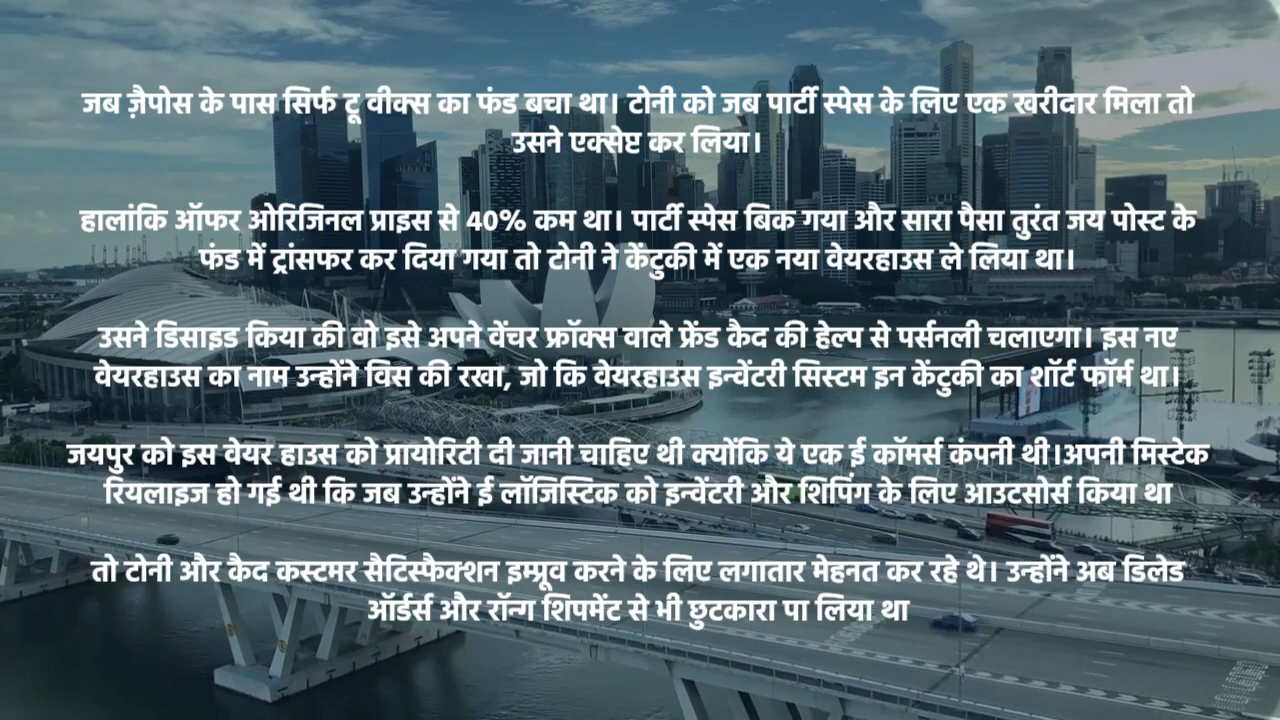 जब ज़ैपोस के पास सिर्फ टू वीक्स का फंड बचा था। टोनी को जब पार्टी स्पेस के लिए एक खरीदार मिला तो
उसने एक्सेप्ट कर लिया।
हालांकि ऑफर ओरिजिनल प्राइस से 40% कम था। पार्टी स्पेस बिक गया और सारा पैसा तुरंत जय पोस्ट के
फंड में ट्रांसफर कर दिया गया तो टोनी ने केंटुकी में एक नया वेयरहाउस ले लिया था।
उसने डिसाइड किया की वो इसे अपने वेंचर फ्रॉक्स वाले फ्रेंड कैद की हेल्प से पर्सनली चलाएगा। इस नए
वेयरहाउस का नाम उन्होंने विस की रखा, जो कि वेयरहाउस इन्वेंटरी सिस्टम इन केंटुकी का शॉर्ट फॉर्म था।
जयपुर को इस वेयर हाउस को प्रायोरिटी दी जानी चाहिए थी क्योंकि ये एक ई कॉमर्स कंपनी थी।अपनी मिस्टेक
रियलाइज हो गई थी कि जब उन्होंने ई लॉजिस्टिक को इन्वेंटरी और शिपिंग के लिए आउटसोर्स किया था
तो टोनी और कैद कस्टमर सैटिस्फैक्शन इम्प्रूव करने के लिए लगातार मेहनत कर रहे थे। उन्होंने अब डिलेड
ऑर्डर्स और रॉन्ग शिपमेंट से भी छुटकारा पा लिया था